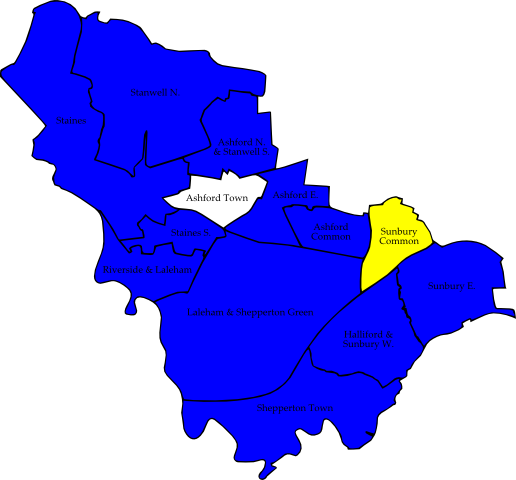 Stanwell N.
Staines
Ashford N.
& Stanwell S.
Ashford Town
Ashford E.
Ashford
Common
Sunbury
Common
Staines S.
Riverside & Laleham
Sunbury E.
Laleham & Shepperton Green
Halliford &
Sunbury W.
Shepperton Town